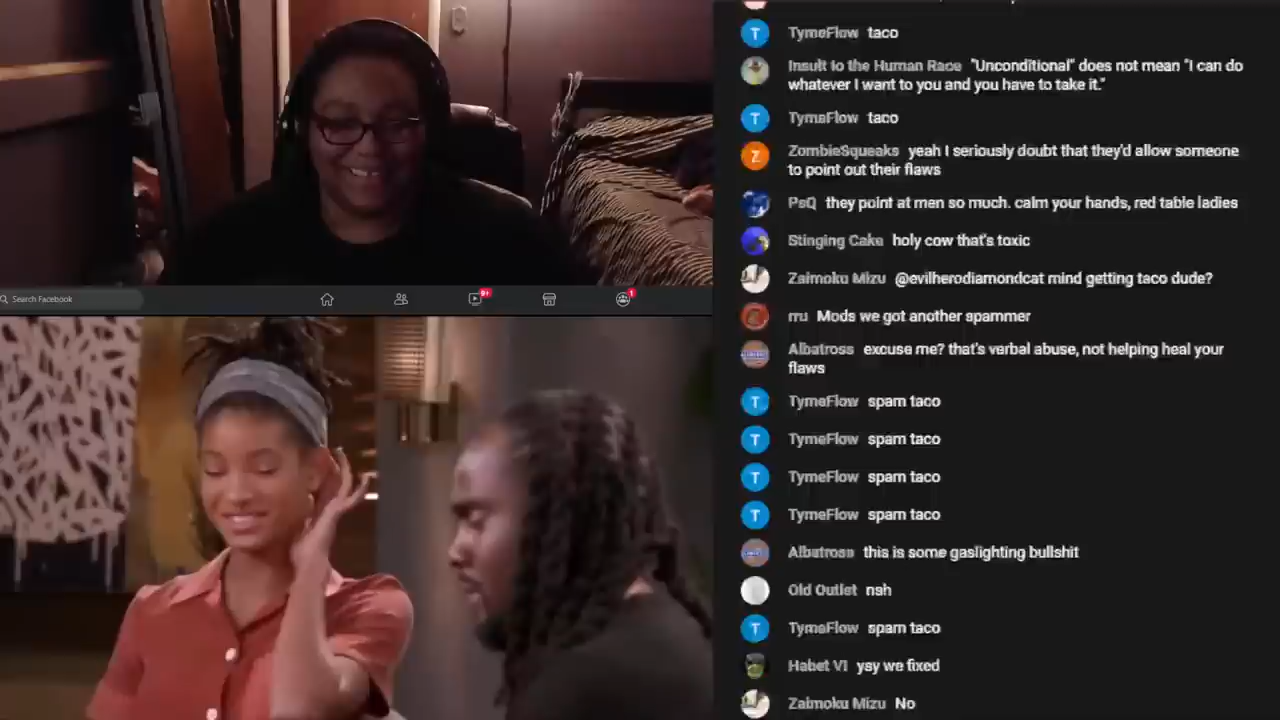 Search Facebook
9+
1
TymeFlow taco
Insult to the Human Race "Unconditional" does not mean "I can do
whatever I want to you and you have to take it."
TymeFlow taco
ZombieSqueaks yeah I seriously doubt that they'd allow someone
to point out their flaws
PsQ they point at men so much. calm your hands, red table ladies
Stinging Cake holy cow that's toxic
Zaimoku Mizu @evilherodiamondcat mind getting taco dude?
rru Mods we got another spammer
Albatross excuse me? that's verbal abuse, not helping heal your
flaws
TymeFlow spam taco
TymeFlow spam taco
TymeFlow spam taco
TymeFlow spam taco
Albatross this is some gaslighting bullshit
Old Outlet nsh
TymeFlow spam taco
Habet VI yay we fixed
Zaimoku Mizu No